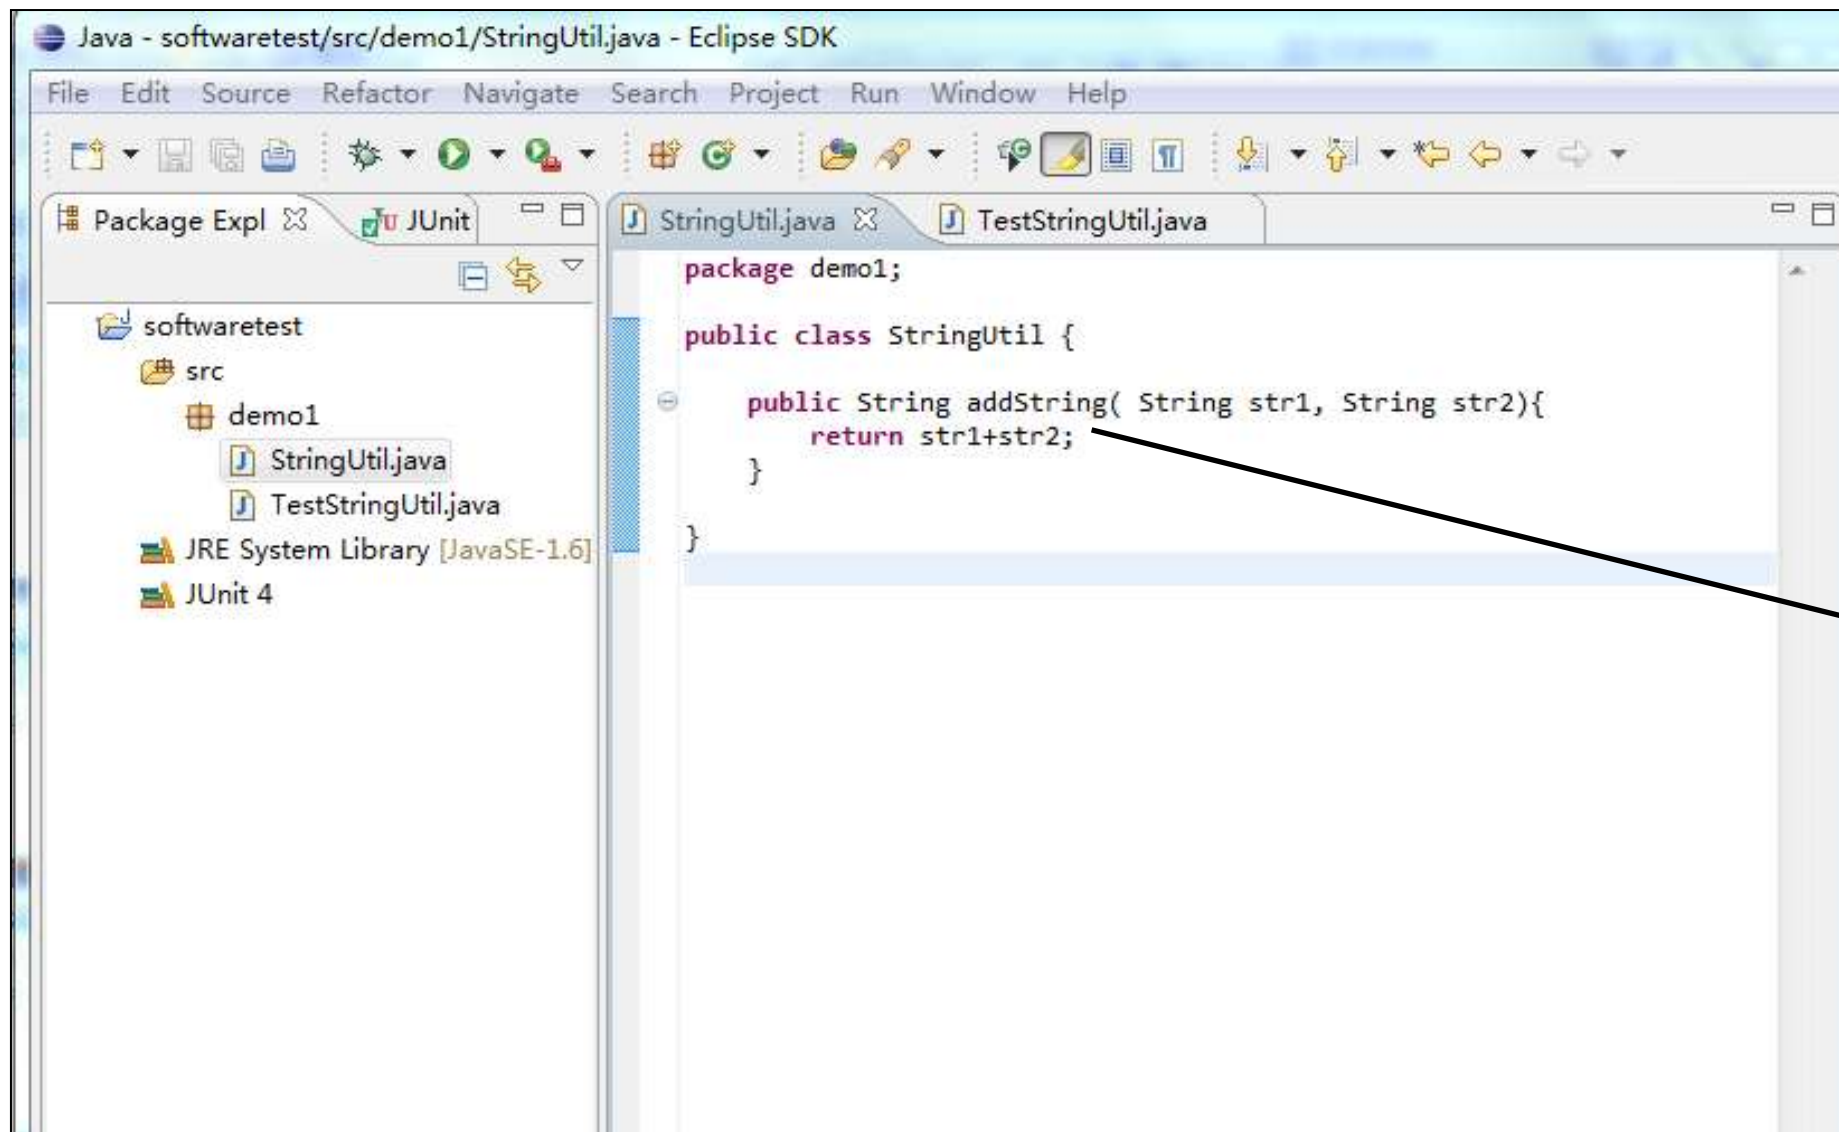 Java - softwaretest/src/demo1/StringUtil.java - Eclipse SDK
File Edit Source Refactor Navigate Search Project Run Window Help
Package Expl JUnit
StringUtil.java TestStringUtil.java
softwaretest
src
demo1
StringUtil.java
TestStringUtil.java
JRE System Library [JavaSE-1.6]
JUnit 4
package demo1;
public class StringUtil {
public String addString( String str1, String str2){
return str1+str2;
}
}